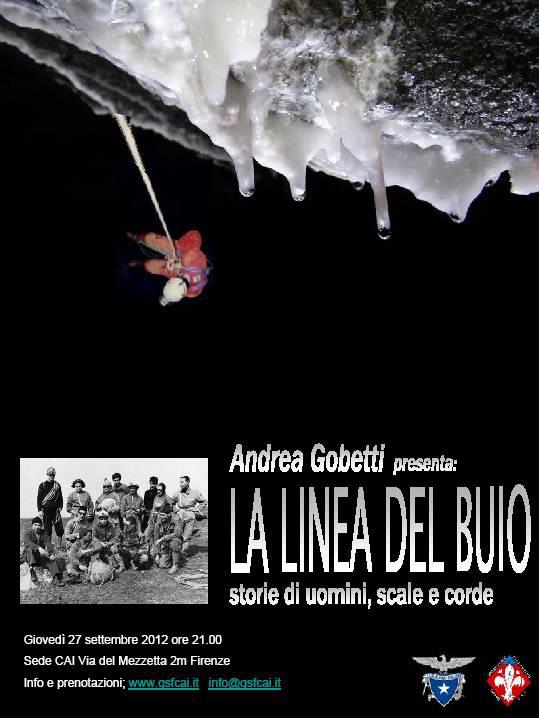 Andrea Gobetti presenta:
LA LINEA DEL BUIO
storie di uomini, scale e corde
Giovedì 27 settembre 2012 ore 21.00
Sede CAI Via del Mezzetta 2m Firenze
Info e prenotazioni; www.gsfcai.it info@gsfcai.it